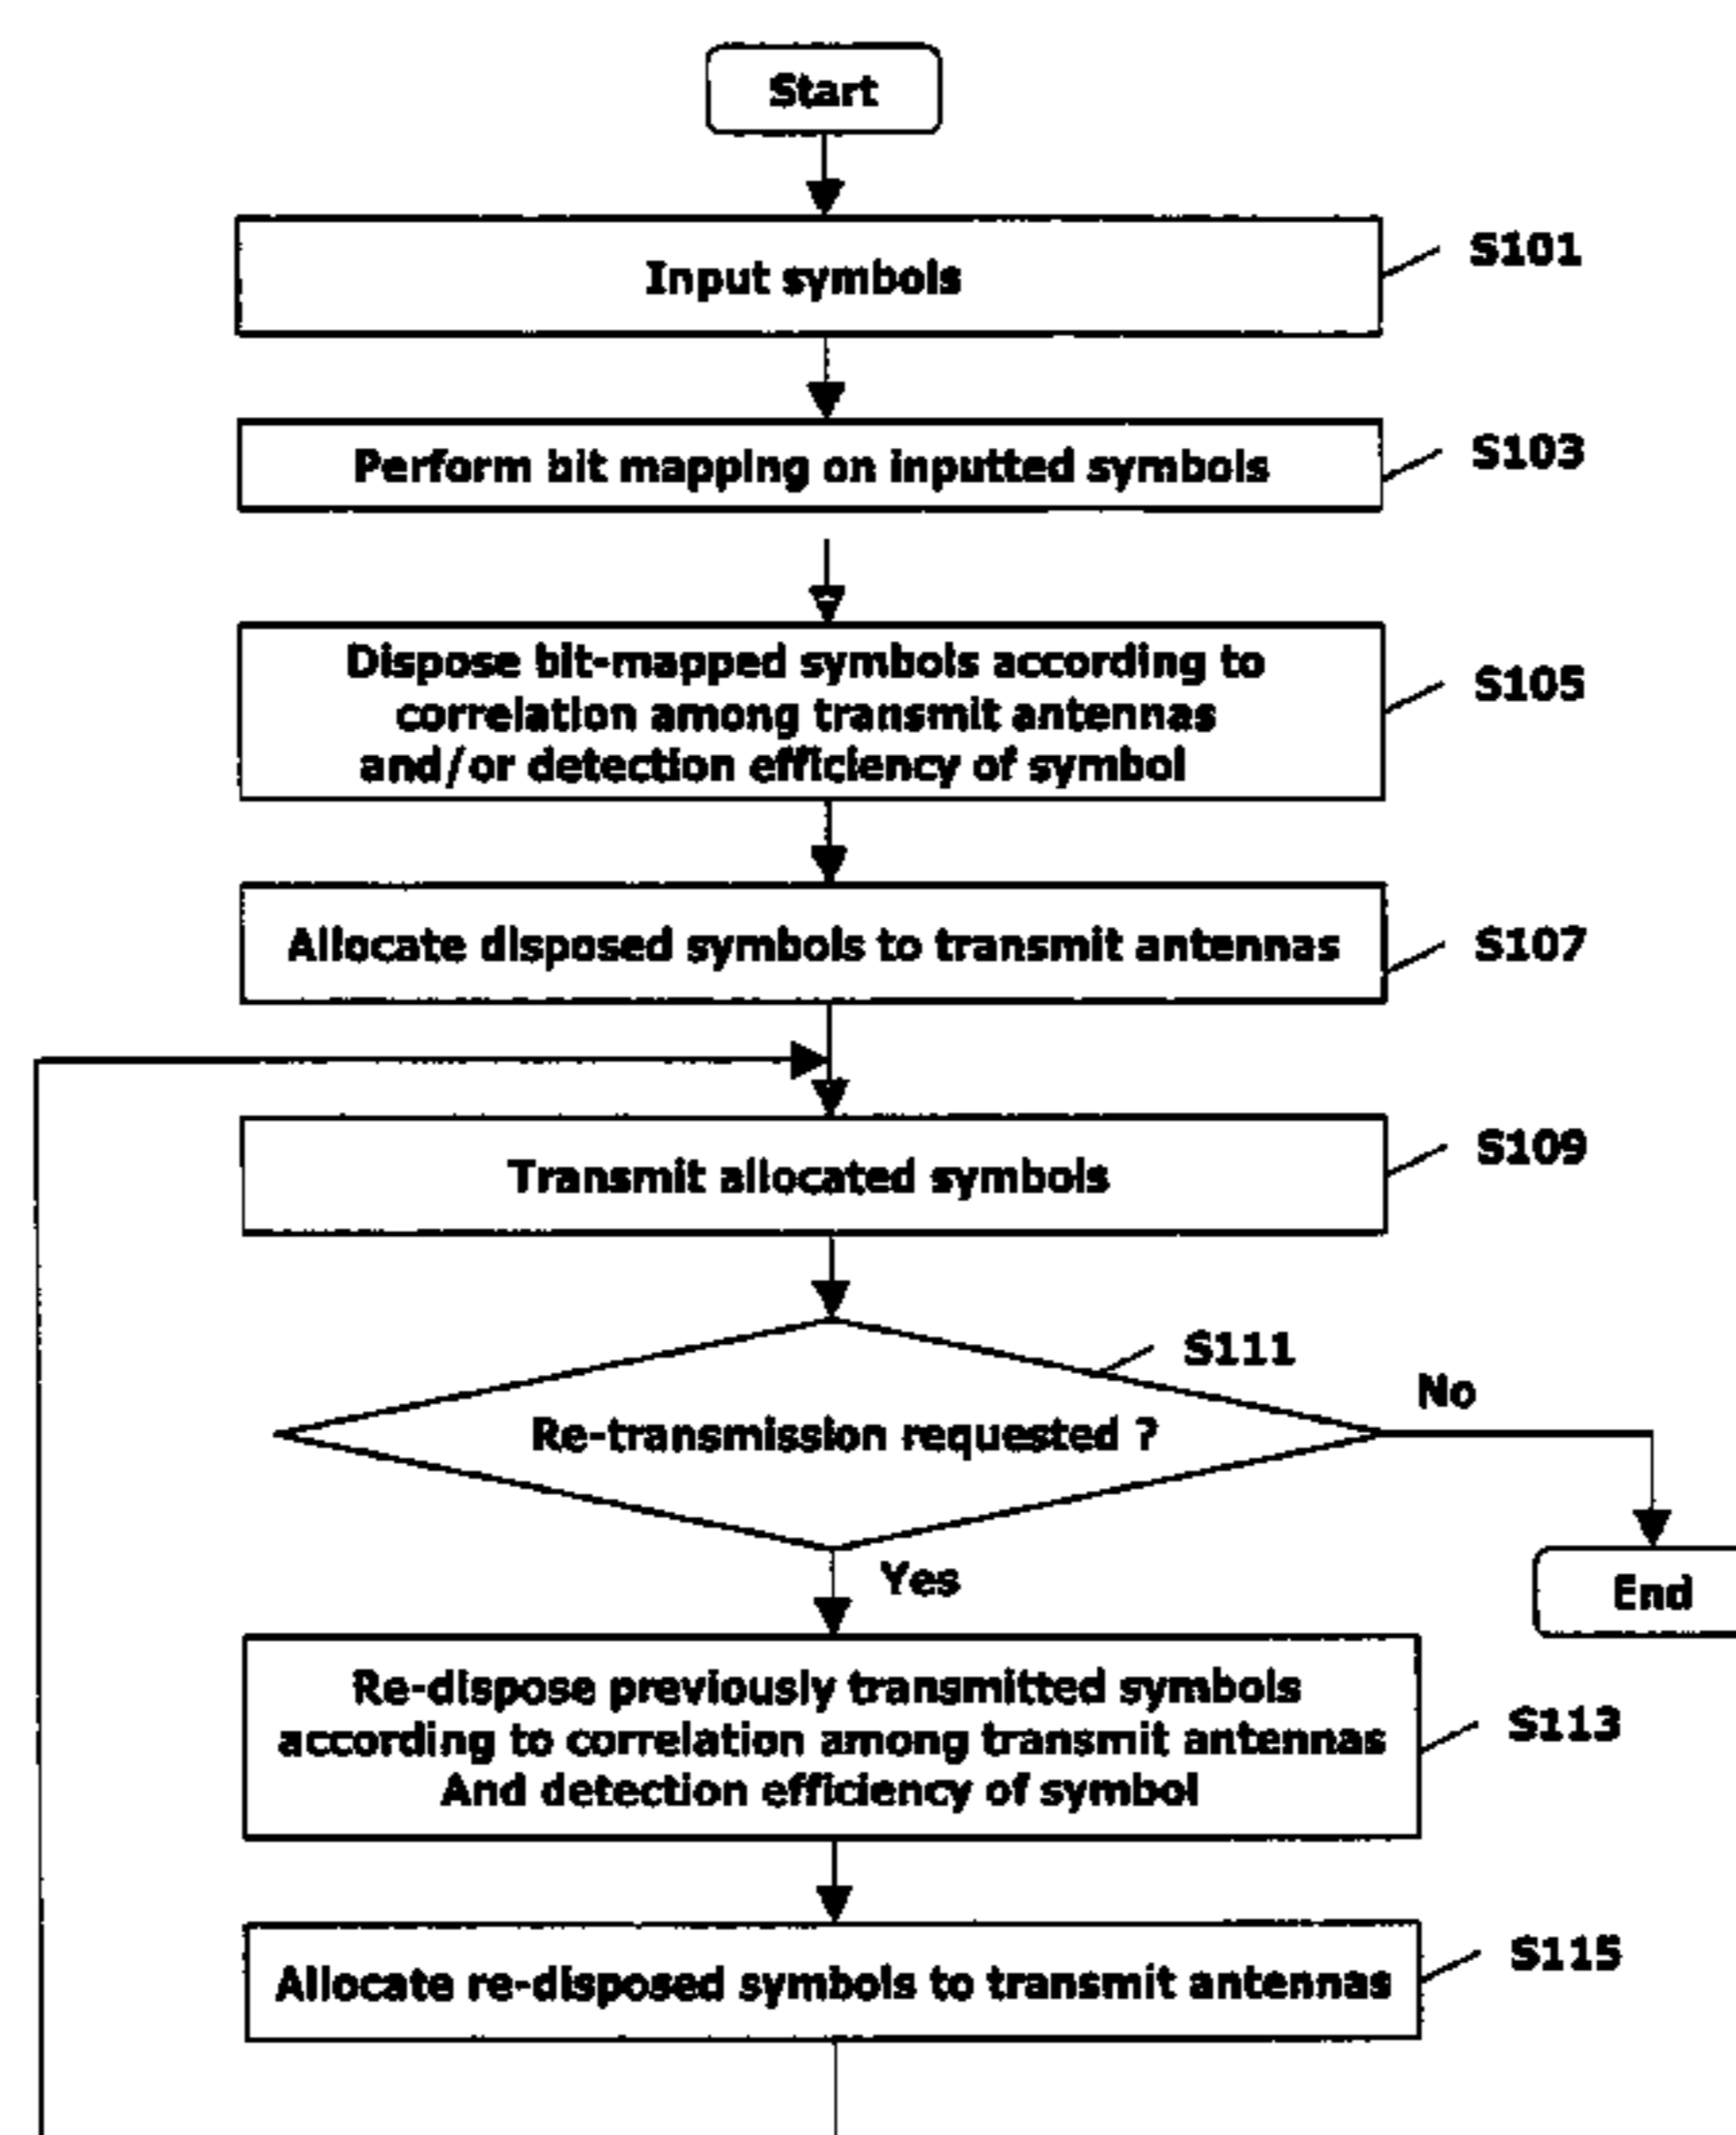 Start
Input symbols
S101
Perform bit mapping on inputted symbols
S103
Dispose bit-mapped symbols according to
correlation among transmit antennas
and/or detection efficiency of symbol
S105
Allocate disposed symbols to transmit antennas
S107
Transmit allocated symbols
S109
S111
Re-transmission requested ?
No
Yes
End
Re-dispose previously transmitted symbols
according to correlation among transmit antennas
And detection efficiency of symbol
S113
Allocate re-disposed symbols to transmit antennas
S115